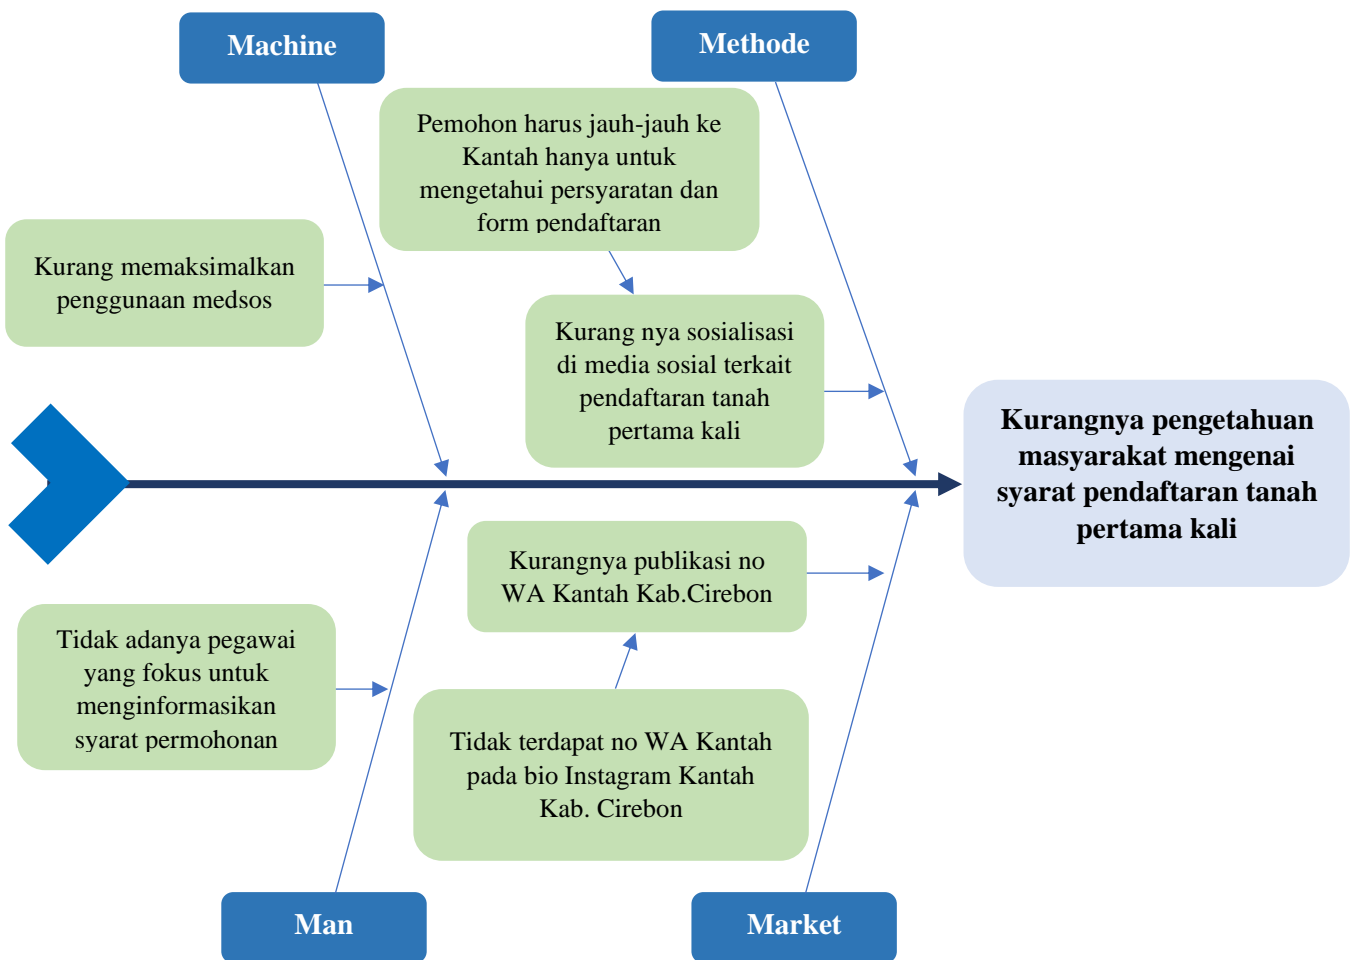 Machine
Methode
Pemohon harus jauh-jauh ke
Kantah hanya untuk
mengetahui persyaratan dan
form pendaftaran
Kurang memaksimalkan
penggunaan medsos
Kurang nya sosialisasi
di media sosial terkait
pendaftaran tanah
pertama kali
Kurangnya pengetahuan
masyarakat mengenai
syarat pendaftaran tanah
pertama kali
Kurangnya publikasi no
WA Kantah Kab.Cirebon
Tidak adanya pegawai
yang fokus untuk
menginformasikan
syarat permohonan
Tidak terdapat no WA Kantah
pada bio Instagram Kantah
Kab. Cirebon
Man
Market